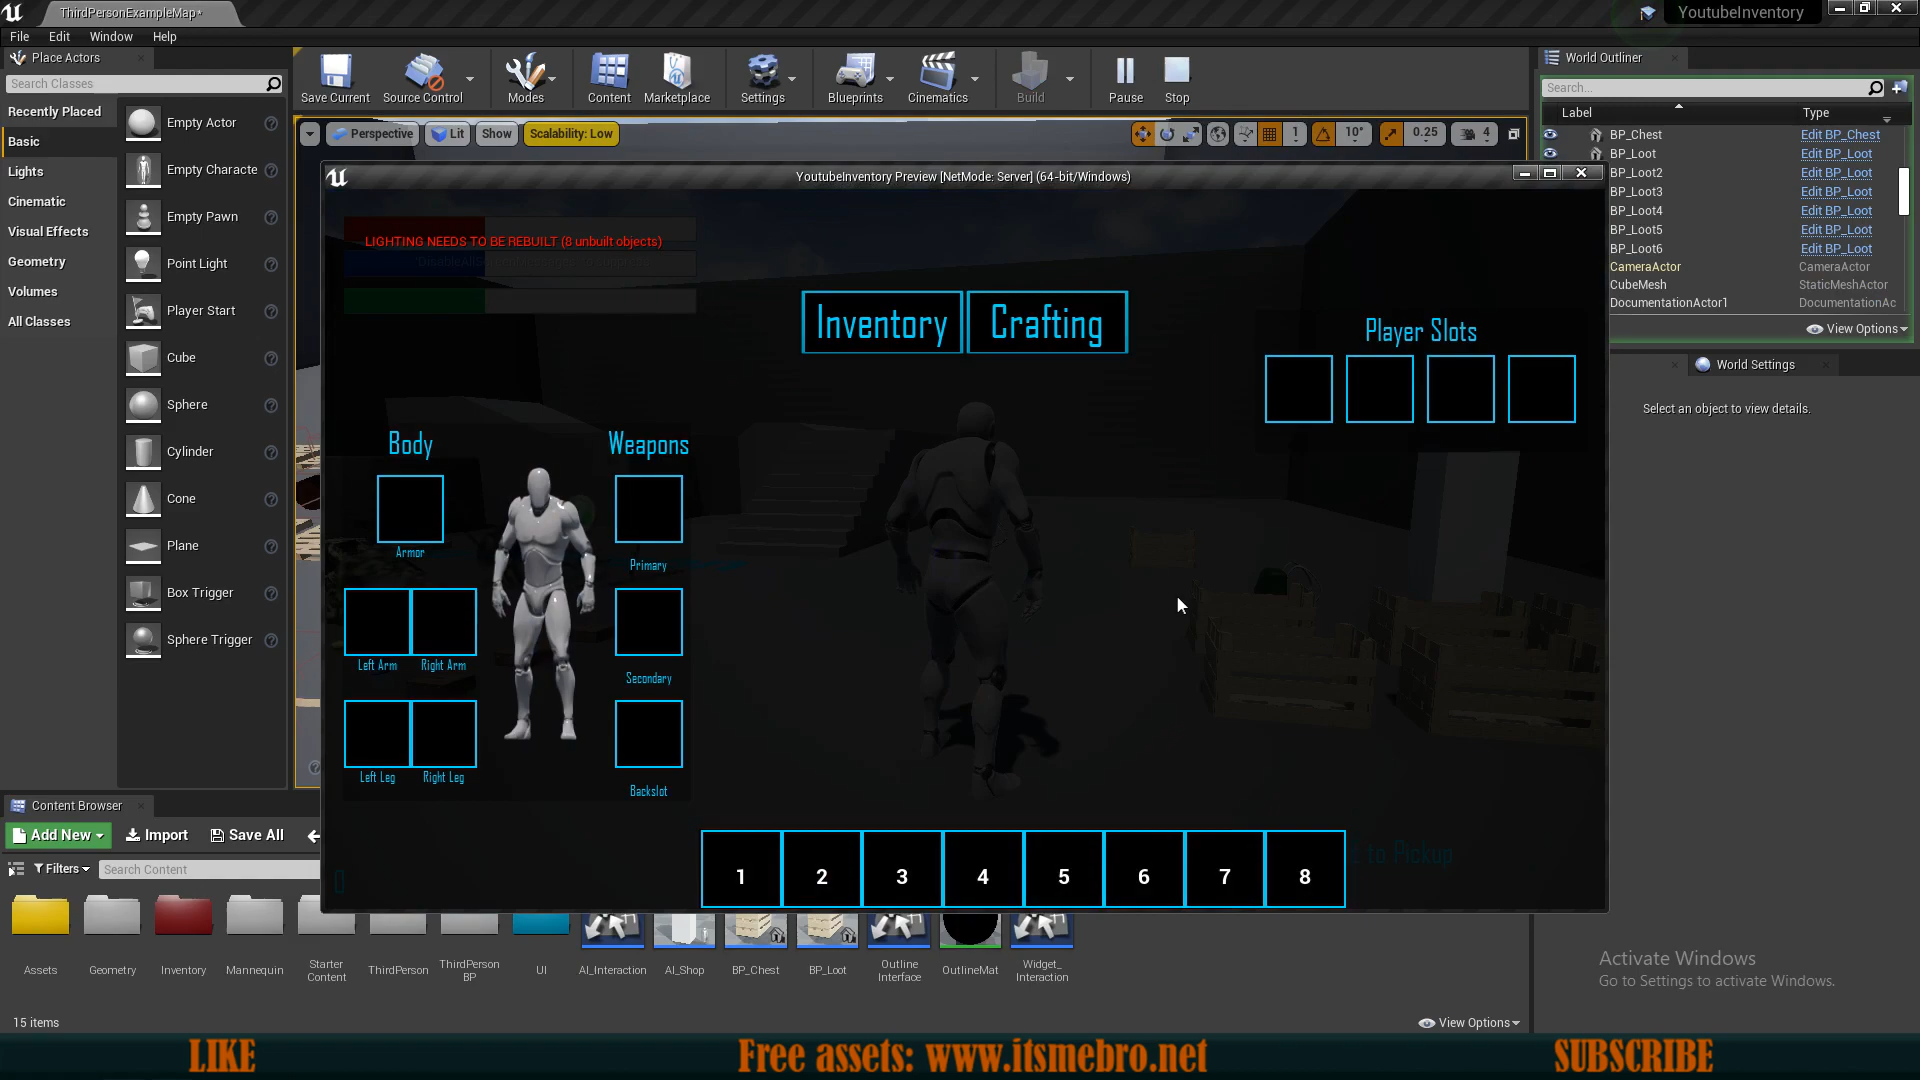 ThirdPersonExampleMap*
YoutubeInventory
File Edit Window Help
Place Actors
Search Classes
Recently Placed
Basic
Lights
Cinematic
Visual Effects
Geometry
Volumes
All Classes
Empty Actor
Empty Characte
Empty Pawn
Point Light
Player Start
Cube
Sphere
Cylinder
Cone
Plane
Box Trigger
Sphere Trigger
Save Current Source Control Modes Content Marketplace Settings Blueprints Cinematics Build Pause Stop
Perspective Lit Show Scalability: Low 1 10° 0.25 4
World Outliner
Search...
Label Type
BP_Chest Edit BP_Chest
BP_Loot Edit BP_Loot
BP_Loot2 Edit BP_Loot
BP_Loot3 Edit BP_Loot
BP_Loot4 Edit BP_Loot
BP_Loot5 Edit BP_Loot
BP_Loot6 Edit BP_Loot
CameraActor CameraActor
CubeMesh StaticMeshActor
DocumentationActor1 DocumentationAc
View Options
World Settings
Select an object to view details.
YoutubeInventory Preview [NetMode: Server] (64-bit/Windows)
LIGHTING NEEDS TO BE REBUILT (8 unbuilt objects)
Inventory Crafting
Player Slots
Body Weapons
Armor
Primary
Left Arm Right Arm
Secondary
Left Leg Right Leg
Backslot
1 2 3 4 5 6 7 8
to Pickup
Content Browser
Add New Import Save All
Filters Search Content
Assets
Geometry
Inventory
Mannequin
Starter
Content
ThirdPerson
ThirdPerson
BP
UI
AI_Interaction
AI_Shop
BP_Chest
BP_Loot
Outline
Interface
OutlineMat
Widget_
Interaction
15 items
View Options
Activate Windows
Go to Settings to activate Windows.
LIKE
Free assets: www.itsmebro.net
SUBSCRIBE